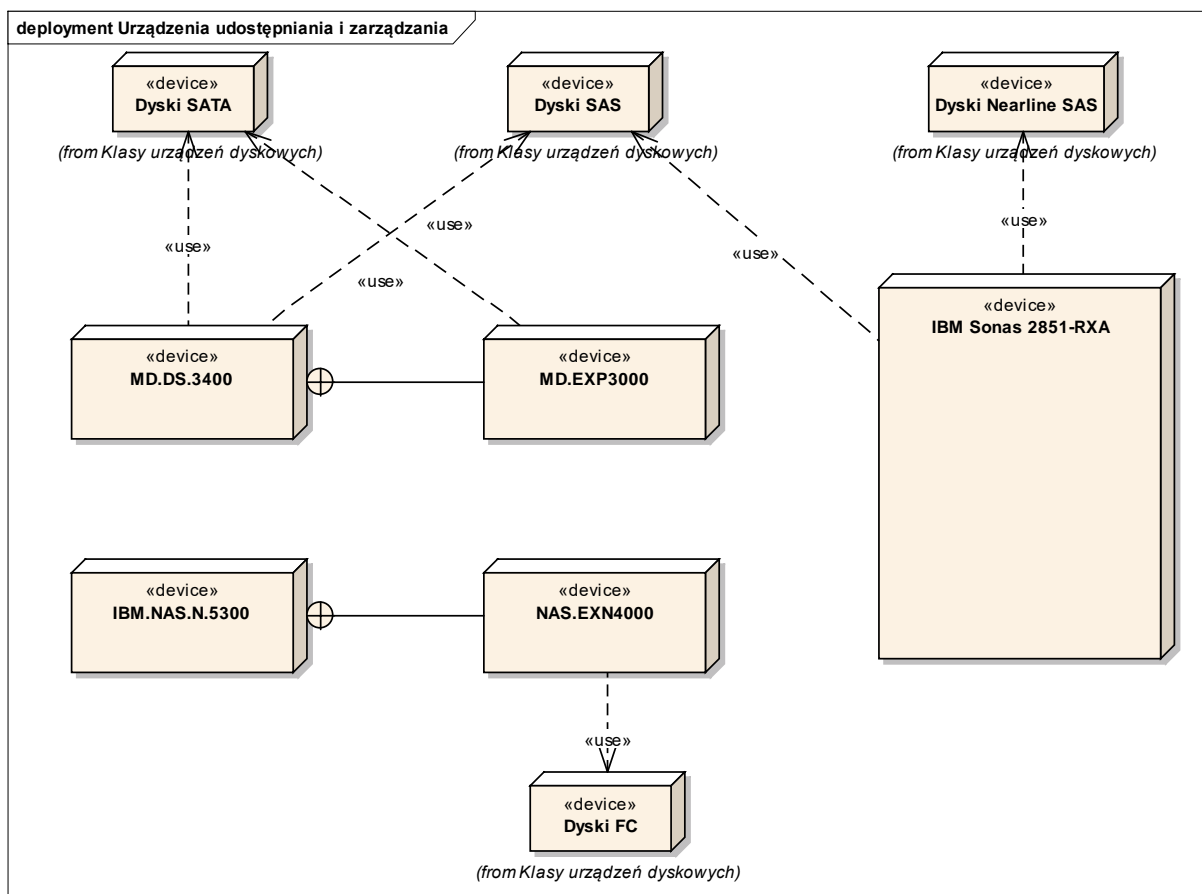 deployment Urządzenia udostępniania i zarządzania
«device»
Dyski SATA
(from Klasy urządzeń dyskowych)
«device»
Dyski SAS
(from Klasy urządzeń dyskowych)
«device»
Dyski Nearline SAS
(from Klasy urządzeń dyskowych)
«use»
«use»
«use»
«use»
«use»
«device»
MD.DS.3400
«device»
MD.EXP3000
«device»
IBM Sonas 2851-RXA
«device»
IBM.NAS.N.5300
«device»
NAS.EXN4000
«use»
«device»
Dyski FC
(from Klasy urządzeń dyskowych)